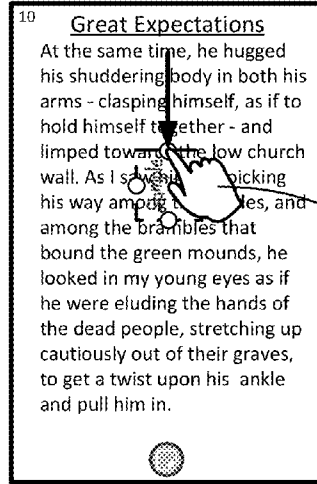 10
Great Expectations
At the same time, he hugged
his shuddering body in both his
arms - clasping himself, as if to
hold himself together - and
limped toward the low church
wall. As I saw picking
his way among and
among the brambles that
bound the green mounds, he
looked in my young eyes as if
he were eluding the hands of
the dead people, stretching up
cautiously out of their graves,
to get a twist upon his ankle
and pull him in.